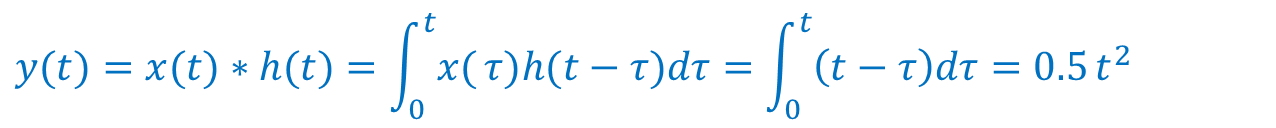 y(t) = x(t) ∗ h(t) = ∫₀ᵗ x(τ)h(t − τ)dτ = ∫₀ᵗ (t − τ)dτ = 0.5 t²